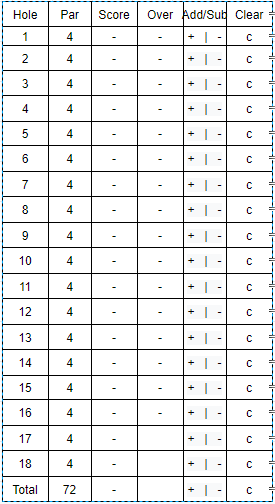 Hole Par Score Over Add/Sub Clear
1 4 - - + | - c
2 4 - - + | - c
3 4 - - + | - c
4 4 - - + | - c
5 4 - - + | - c
6 4 - - + | - c
7 4 - - + | - c
8 4 - - + | - c
9 4 - - + | - c
10 4 - - + | - c
11 4 - - + | - c
12 4 - - + | - c
13 4 - - + | - c
14 4 - - + | - c
15 4 - - + | - c
16 4 - - + | - c
17 4 - + | - c
18 4 - + | - c
Total 72 - + | - c